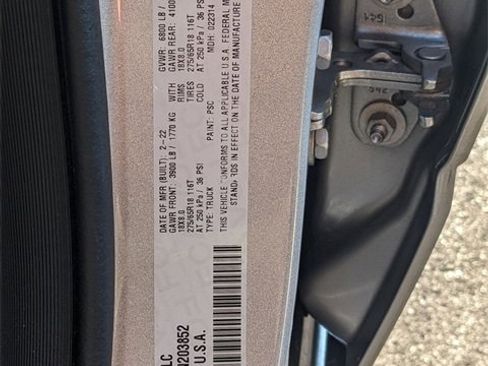 LC
0203852
U.S.A.
DATE OF MFR (BUILT): 2-22 GVWR: 6800 LB /
GAWR FRONT: 3900 LB / 1770 KG WITH GAWR REAR: 4100
18X8.0 RIMS 18X8.0
275/65R18 116T TIRES 275/65R18 116T
AT 250 kPa / 36 PSI COLD AT 250 kPa / 36 PSI
TYPE: TRUCK PAINT: PSC MDH: 022314
THIS VEHICLE CONFORMS TO ALL APPLICABLE U.S.A. FEDERAL M
STANDARDS IN EFFECT ON THE DATE OF MANUFACTURE